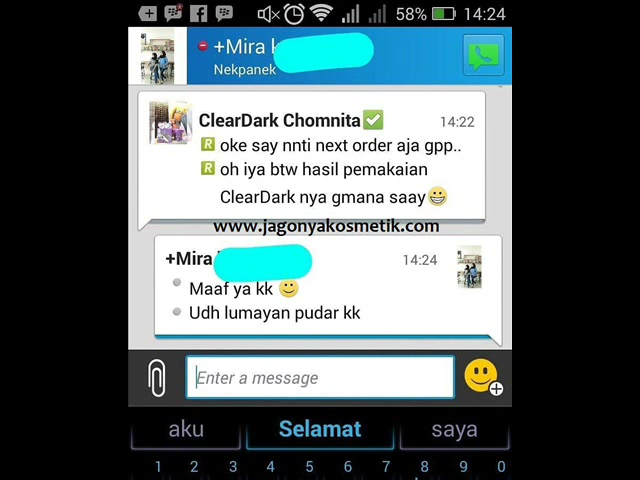 58% 14:24
+Mira
Nekpanek
ClearDark Chomnita 14:22
R oke say nnti next order aja gpp..
R oh iya btw hasil pemakaian
ClearDark nya gmana saay
www.jagonyakosmetik.com
+Mira 14:24
Maaf ya kk
Udh lumayan pudar kk
Enter a message
aku Selamat saya
1 2 3 4 5 6 7 8 9 0